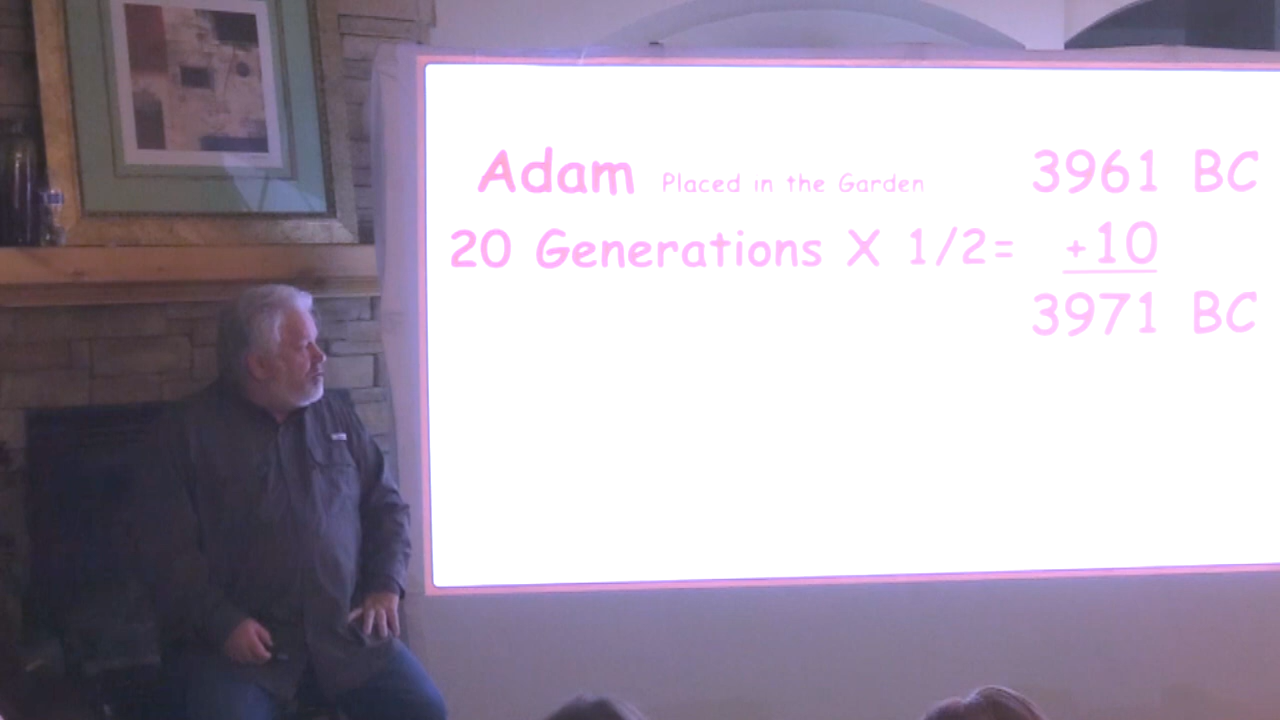 Adam Placed in the Garden 3961 BC
20 Generations X 1/2= +10
3971 BC